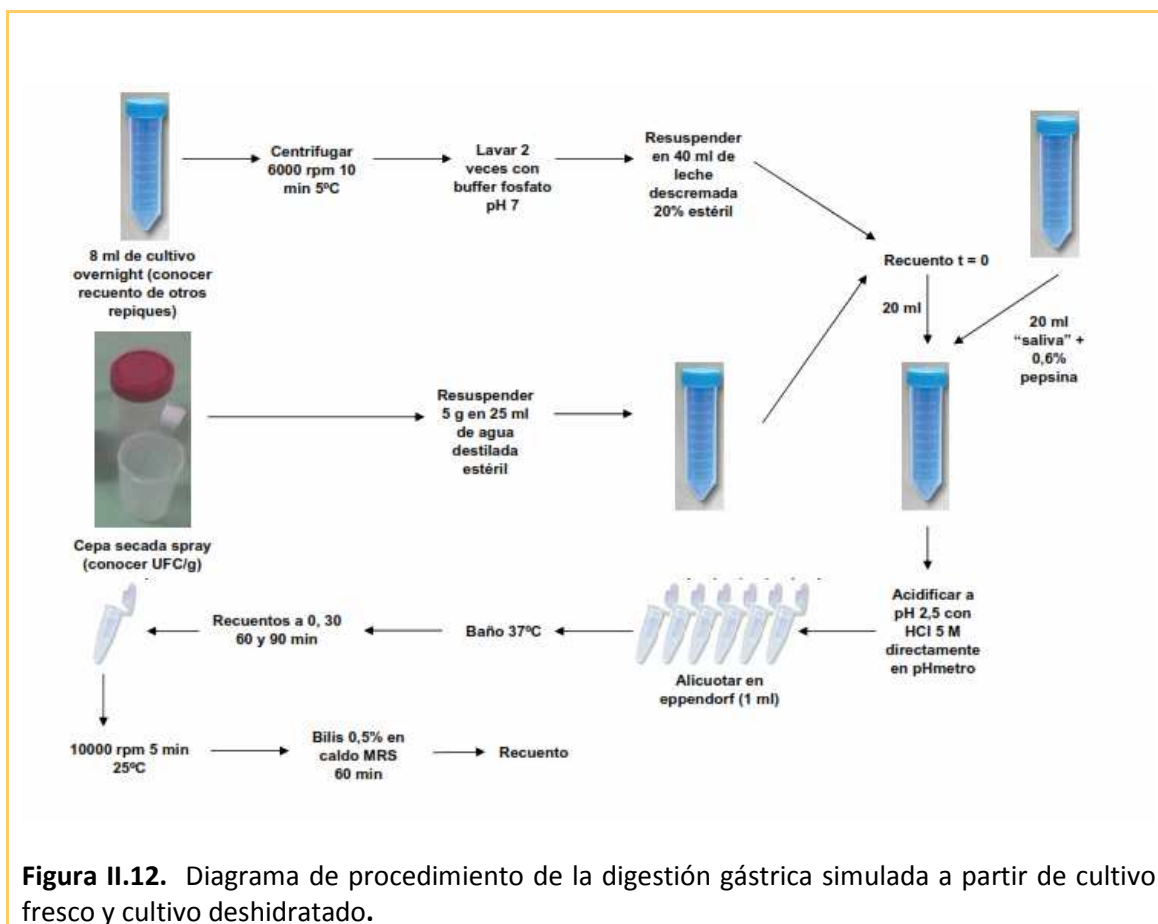 Centrifugar
6000 rpm 10
min 5ºC
Lavar 2
veces con
buffer fosfato
pH 7
Resuspender
en 40 ml de
leche
descremada
20% estéril
8 ml de cultivo
overnight (conocer
recuento de otros
repiques)
Recuento t = 0
20 ml
20 ml
“saliva” +
0,6%
pepsina
Resuspender
5 g en 25 ml
de agua
destilada
estéril
Cepa secada spray
(conocer UFC/g)
Acidificar a
pH 2,5 con
HCl 5 M
directamente
en pHmetro
Alicuotar en
eppendorf (1 ml)
Baño 37ºC
Recuentos a 0, 30
60 y 90 min
10000 rpm 5 min
25ºC
Bilis 0,5% en
caldo MRS
60 min
Recuento
Figura II.12. Diagrama de procedimiento de la digestión gástrica simulada a partir de cultivo
fresco y cultivo deshidratado.